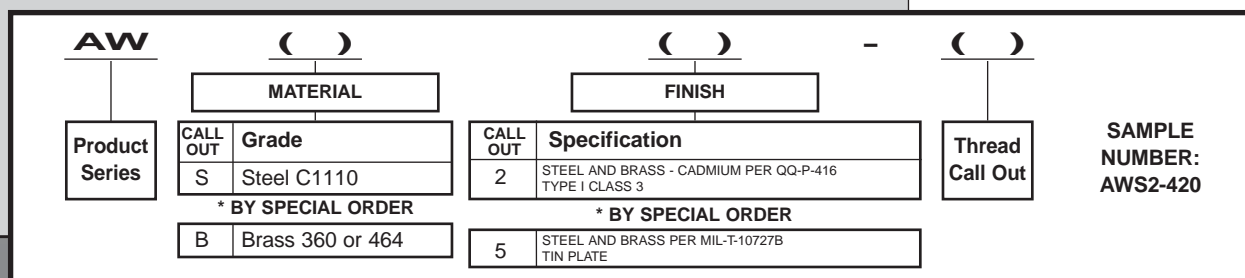 AW ( ) ( ) - ( )
MATERIAL
FINISH
Product Series
CALL OUT Grade
S Steel C1110
* BY SPECIAL ORDER
B Brass 360 or 464
CALL OUT Specification
2 STEEL AND BRASS - CADMIUM PER QQ-P-416
TYPE I CLASS 3
* BY SPECIAL ORDER
5 STEEL AND BRASS PER MIL-T-10727B
TIN PLATE
Thread
Call Out
SAMPLE
NUMBER:
AWS2-420